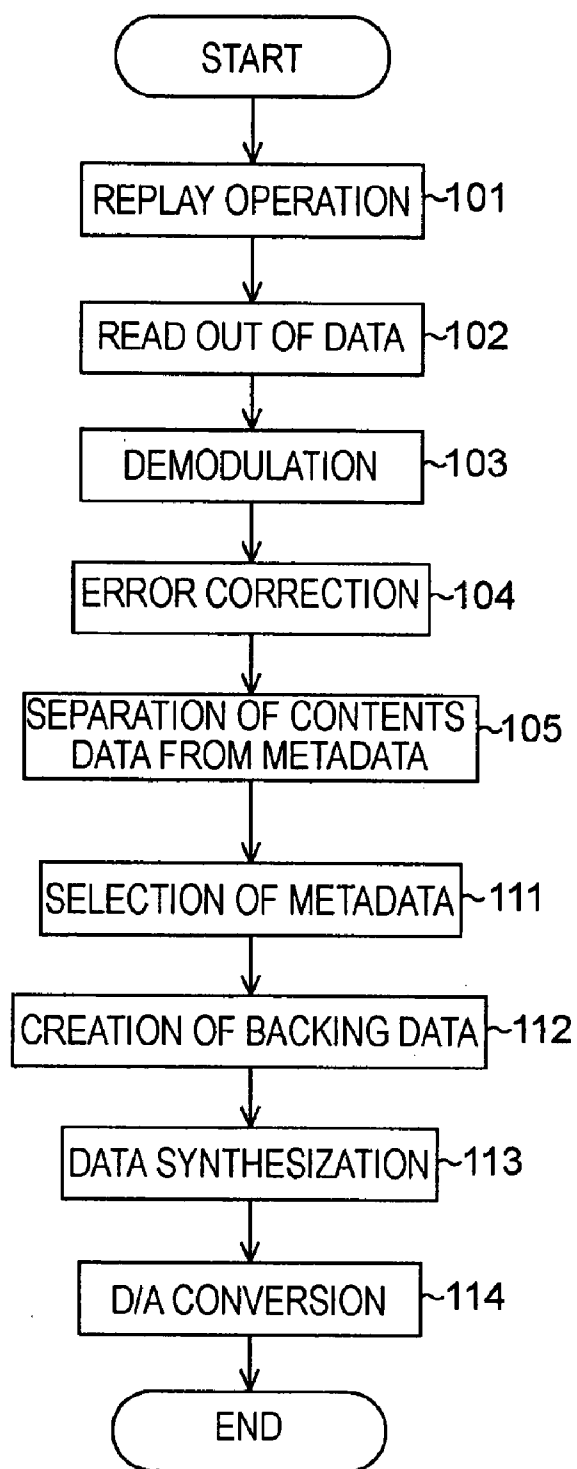 START
REPLAY OPERATION 101
READ OUT OF DATA 102
DEMODULATION 103
ERROR CORRECTION 104
SEPARATION OF CONTENTS
DATA FROM METADATA 105
SELECTION OF METADATA 111
CREATION OF BACKING DATA 112
DATA SYNTHESIZATION 113
D/A CONVERSION 114
END